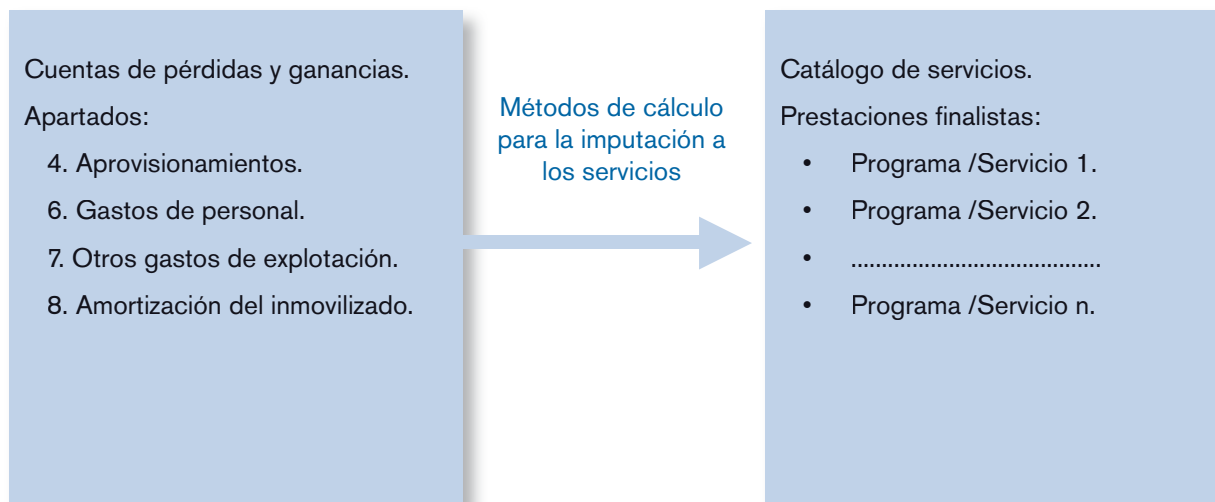 Cuentas de pérdidas y ganancias.
Apartados:
4. Aprovisionamientos.
6. Gastos de personal.
7. Otros gastos de explotación.
8. Amortización del inmovilizado.
Métodos de cálculo
para la imputación a
los servicios
Catálogo de servicios.
Prestaciones finalistas:
• Programa /Servicio 1.
• Programa /Servicio 2.
• .........................................
• Programa /Servicio n.